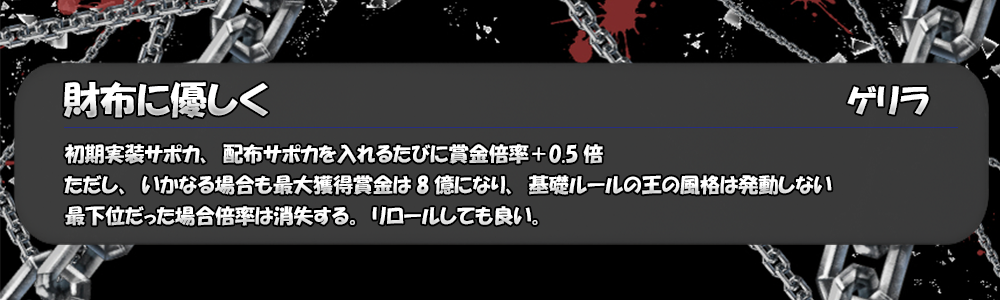 財布に優しく
ゲリラ
初期実装サポカ、配布サポカを入れるたびに賞金倍率＋0.5倍
ただし、いかなる場合も最大獲得賞金は8億になり、基礎ルールの王の風格は発動しない
最下位だった場合倍率は消失する。リロールしても良い。